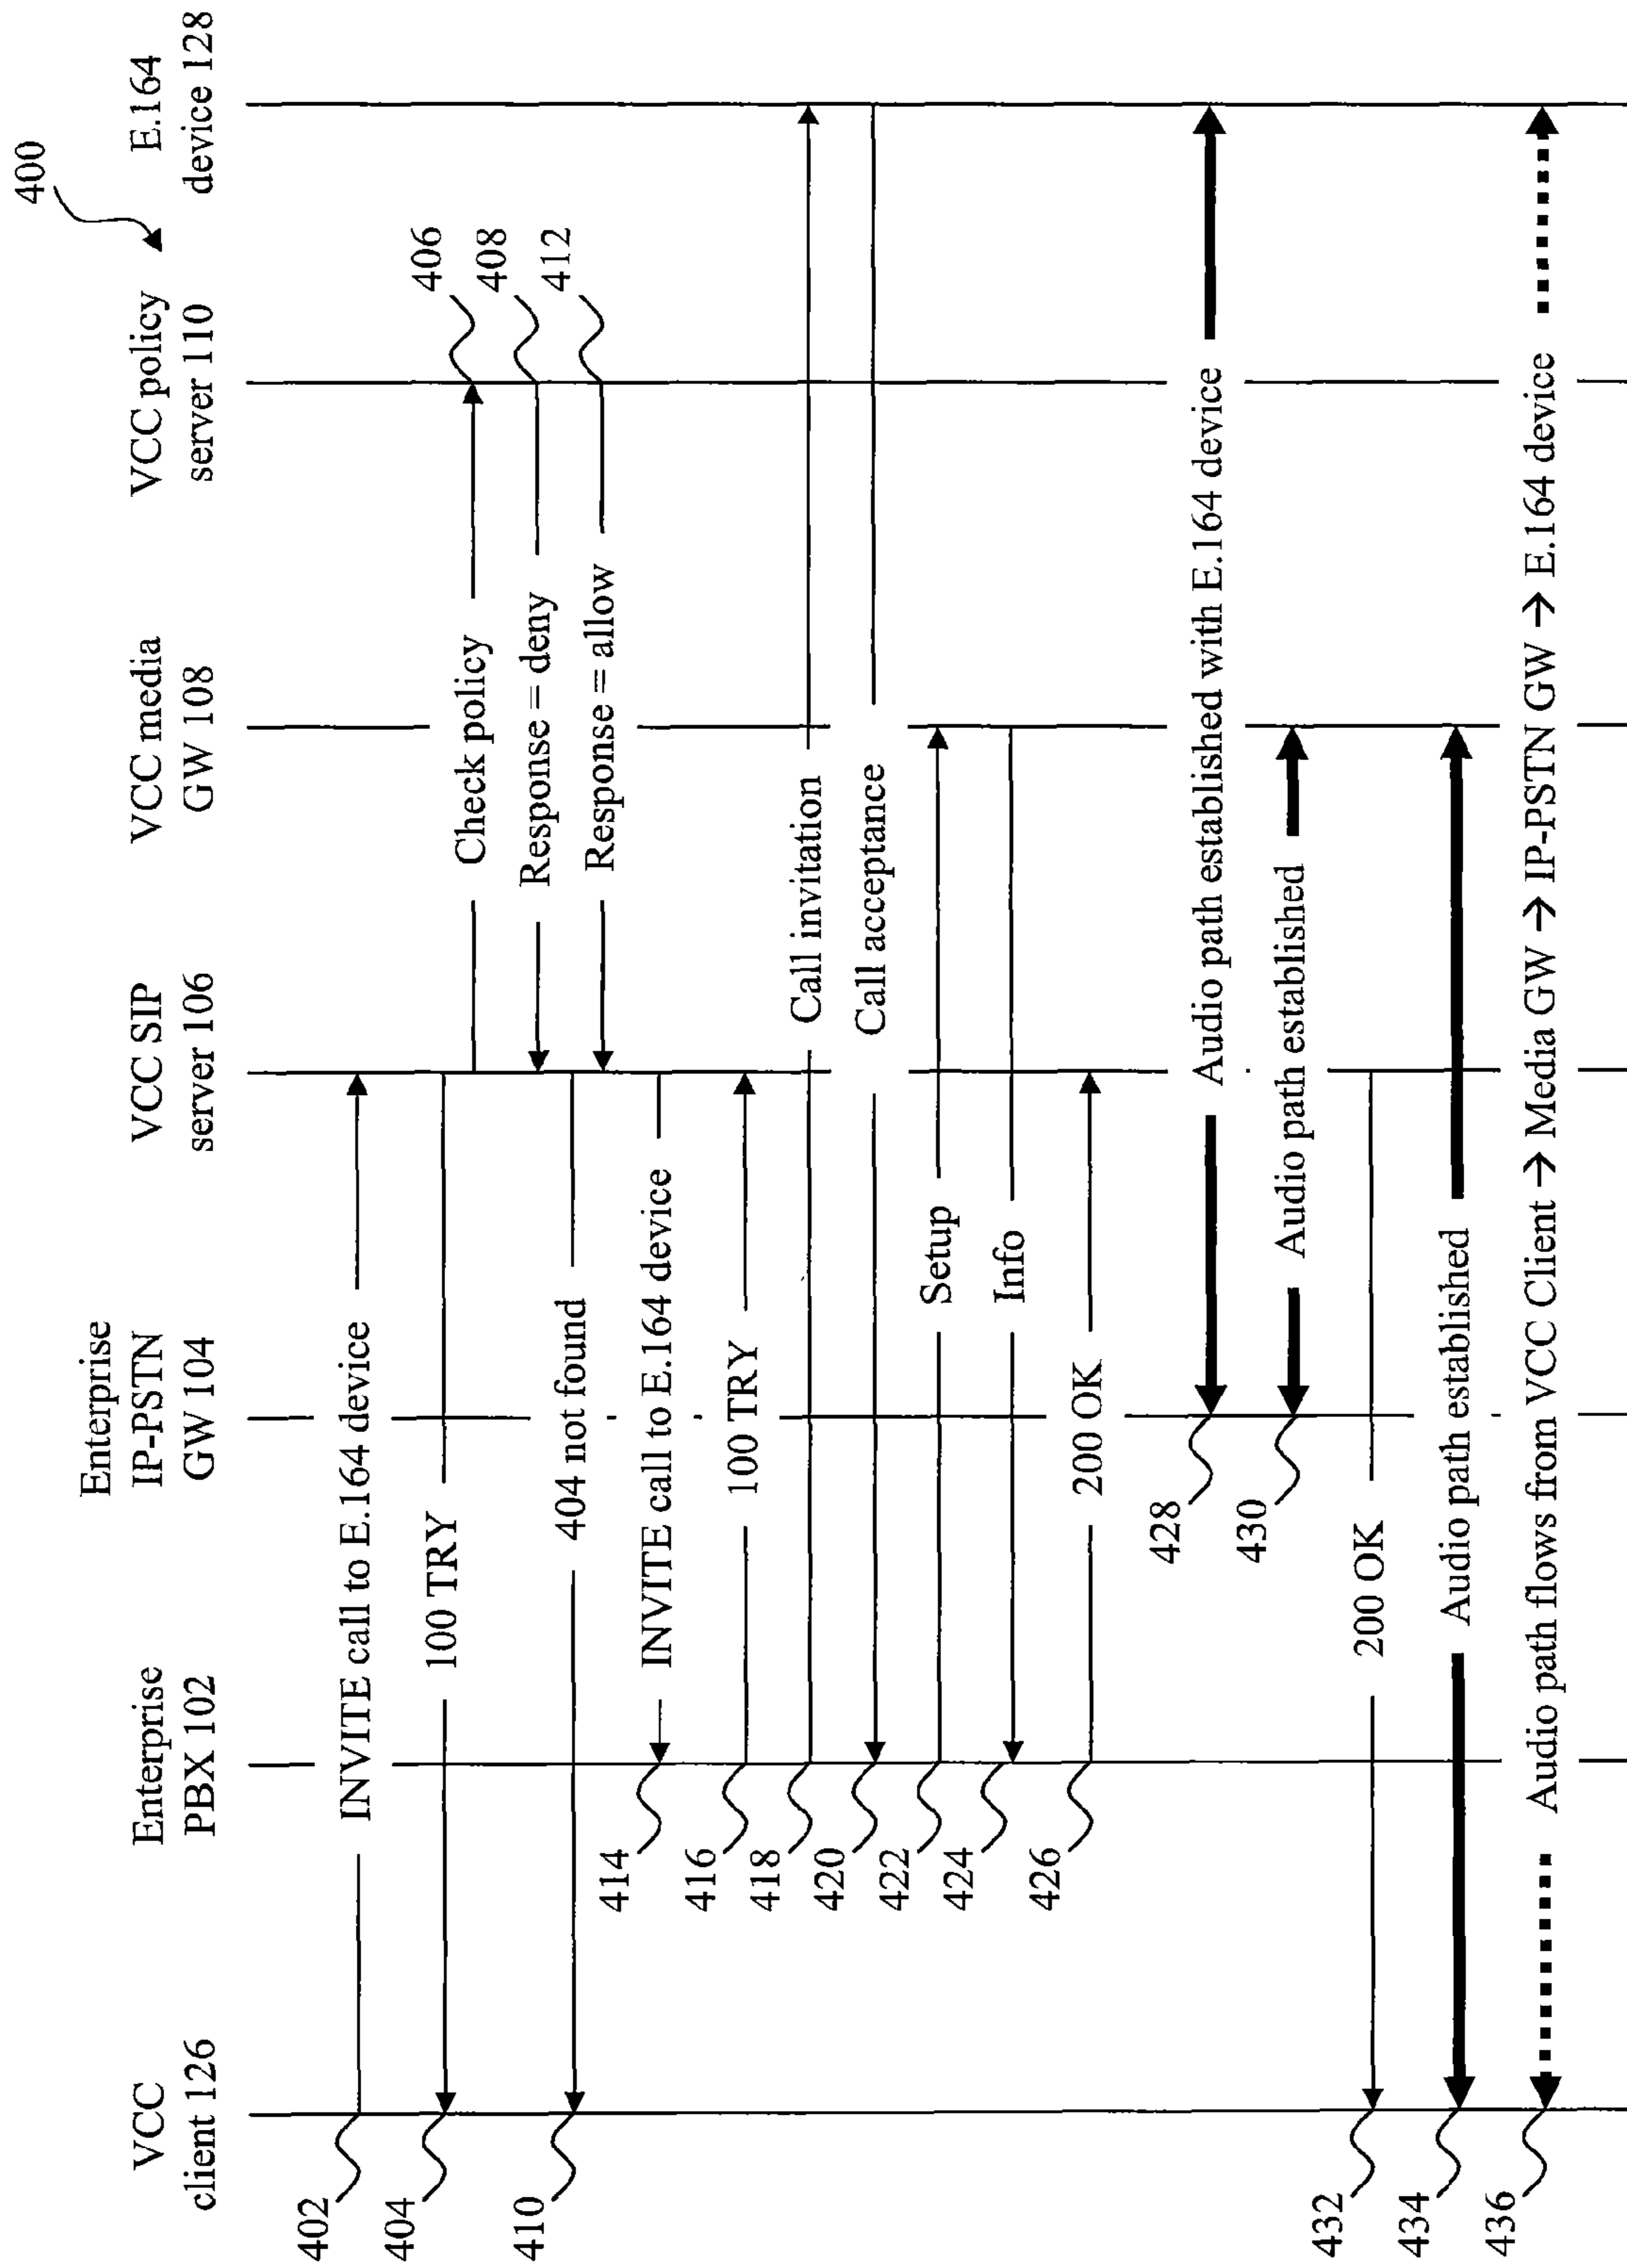 400
VCC
client 126
Enterprise
PBX 102
Enterprise
IP-PSTN
GW 104
VCC SIP
server 106
VCC media
GW 108
VCC policy
server 110
E.164
device 128
402
INVITE call to E.164 device
404
100 TRY
Check policy
406
Response = deny
408
410
404 not found
Response = allow
412
414
INVITE call to E.164 device
416
100 TRY
418
Call invitation
420
Call acceptance
422
Setup
424
Info
426
200 OK
428
Audio path established with E.164 device
430
Audio path established
432
200 OK
434
Audio path established
436
Audio path flows from VCC Client → Media GW → IP-PSTN GW → E.164 device